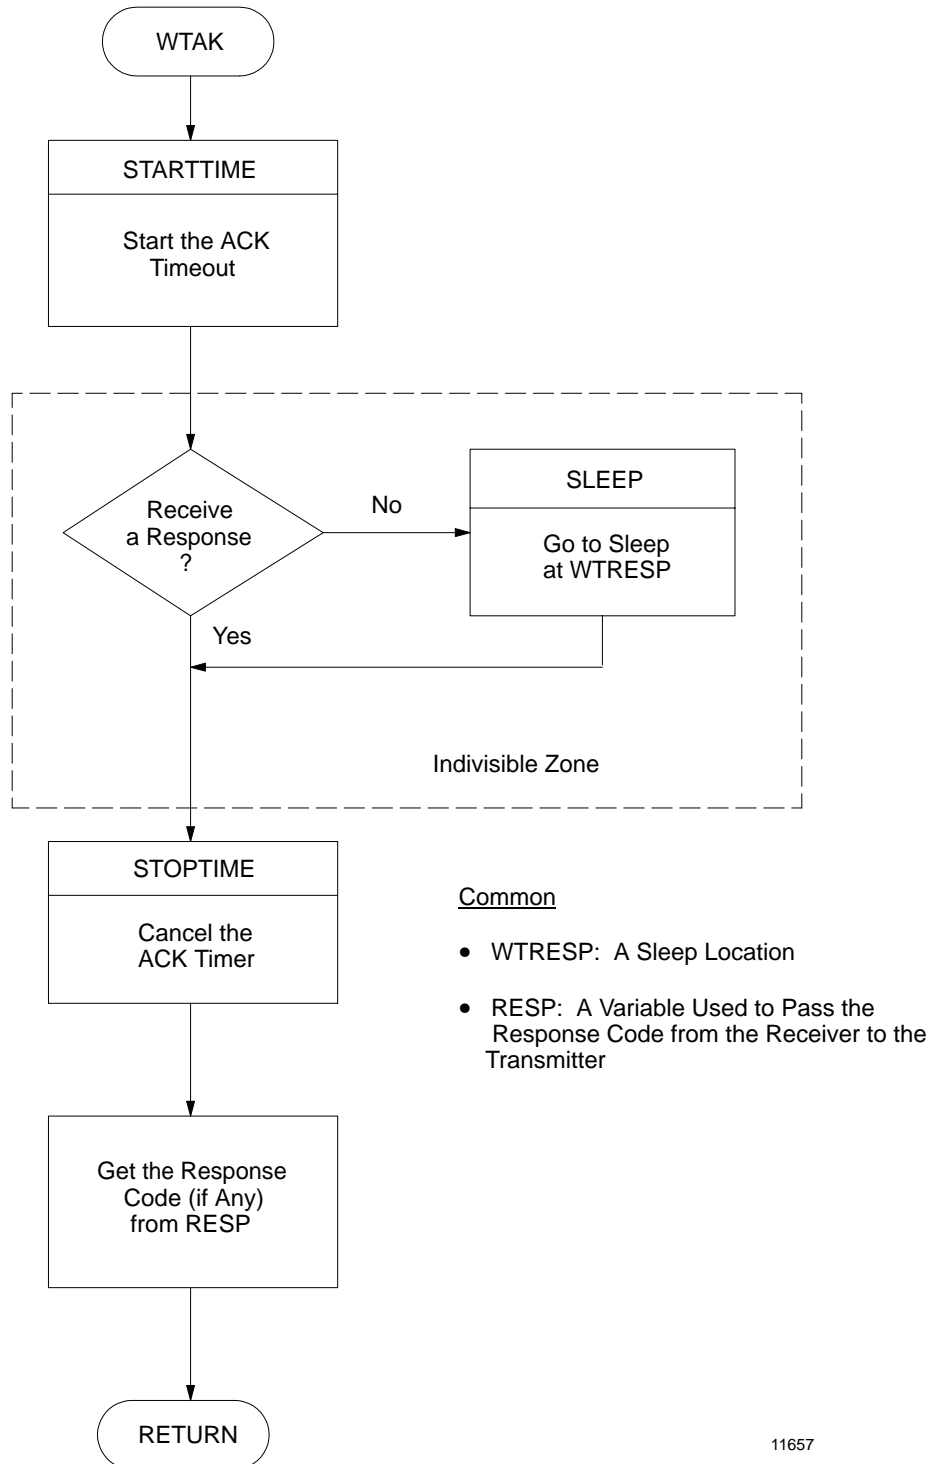 WTAK
STARTTIME
Start the ACK
Timeout
Receive
a Response
?
No
SLEEP
Go to Sleep
at WTRESP
Yes
Indivisible Zone
STOPTIME
Cancel the
ACK Timer
Common
• WTRESP: A Sleep Location
• RESP: A Variable Used to Pass the
Response Code from the Receiver to the
Transmitter
Get the Response
Code (if Any)
from RESP
RETURN
11657